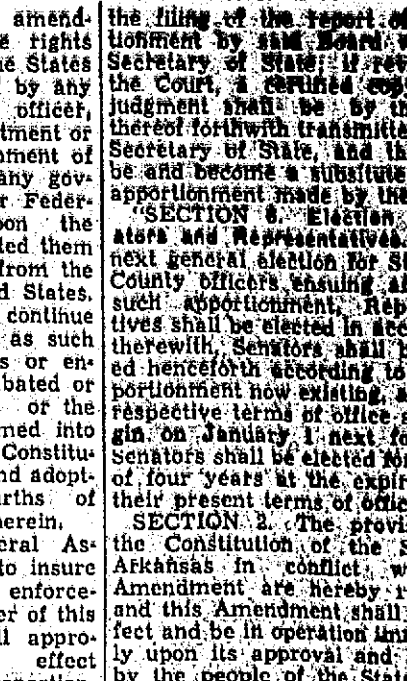 amend-
e rights
he States
by any
officer,
tment or
nment of
any gov-
r Feder-
pon the
ted them
from the
d States.
continue
as such
s or en-
bated or
or the
med into
Constitu-
nd adopt-
urths of
herein.
eral As-
to insure
enforce-
er of this
ll appro-
effect
the filing of the report of
tionment by said Board w
Secretary of State; if rev
the Court, a certified cop
judgment shall be by th
thereof forthwith transmitte
Secretary of State, and th
be and become a substitute
apportionment made by the
"SECTION 6. Election
ators and Representatives.
next general election for St
County officers ensuing af
such apportionment, Rep
tives shall be elected in acc
therewith, Senators shall b
ed henceforth according to
portionment now existing, a
respective terms of office s
gin on January 1 next fo
Senators shall be elected for
of four years at the expir
their present terms of offic
SECTION 2. The provi
the Constitution of the S
Arkansas in conflict w
Amendment are hereby r
and this Amendment shall
fect and be in operation imm
ly upon its approval and
by the people of the State